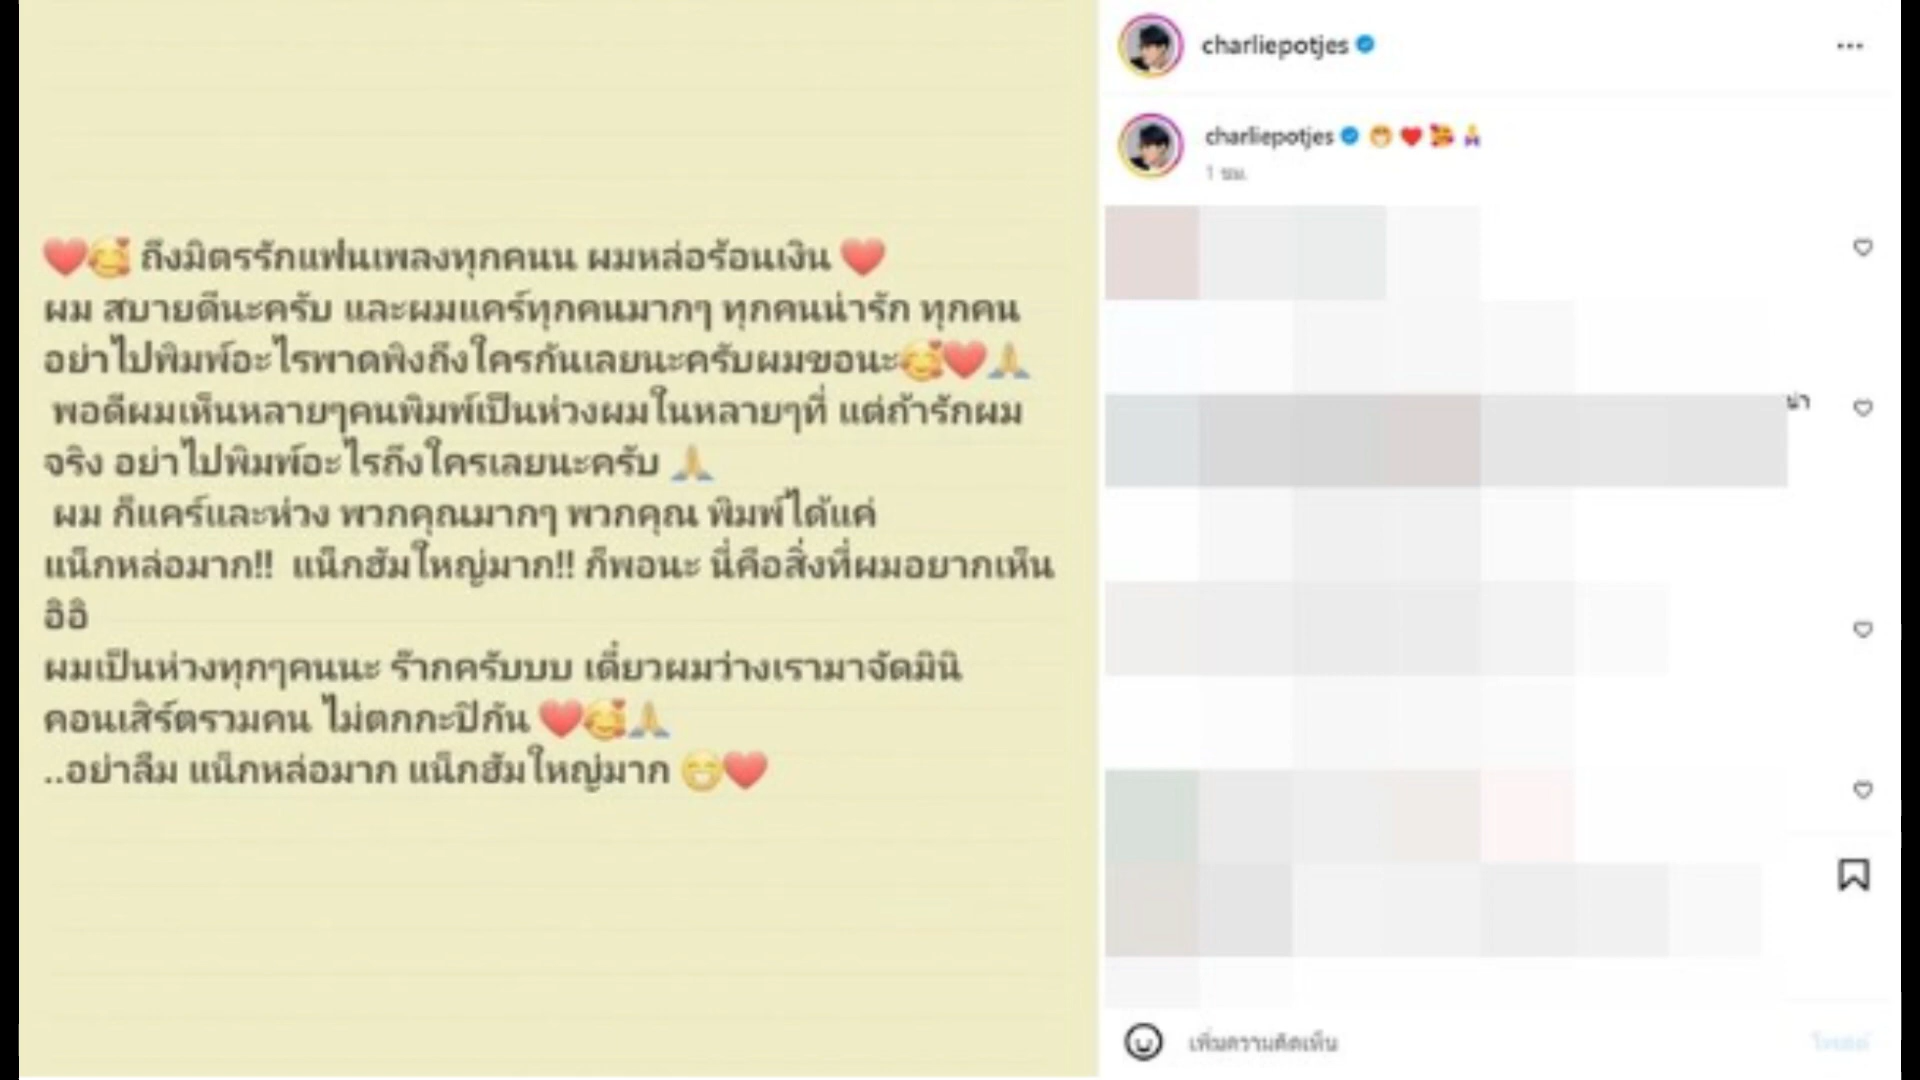 ❤️🥰 ถึงมิตรรักแฟนเพลงทุกคนน ผมหล่อร้อนเงิน ❤️
ผม สบายดีนะครับ และผมแคร์ทุกคนมากๆ ทุกคนน่ารัก ทุกคน
อย่าไปพิมพ์อะไรพาดพิงถึงใครกันเลยนะครับผมขอนะ🥰❤️🙏
พอดีผมเห็นหลายๆคนพิมพ์เป็นห่วงผมในหลายๆที่ แต่ถ้ารักผม
จริง อย่าไปพิมพ์อะไรถึงใครเลยนะครับ 🙏
ผม ก็แคร์และห่วง พวกคุณมากๆ พวกคุณ พิมพ์ได้แค่
แน็กหล่อมาก!! แน็กฮัมใหญ่มาก!! ก็พอนะ นี่คือสิ่งที่ผมอยากเห็น
อิอิ
ผมเป็นห่วงทุกๆคนนะ ร๊ากครับบบ เดี๋ยวผมว่างเรามาจัดมินิ
คอนเสิร์ตรวมคน ไม่ตกกะปิกัน ❤️🥰🙏
..อย่าลืม แน็กหล่อมาก แน็กฮัมใหญ่มาก 😁❤️
charliepotjes
charliepotjes 😁❤️🥰🙏
1 ชม.
เพิ่มความคิดเห็น
โพสต์